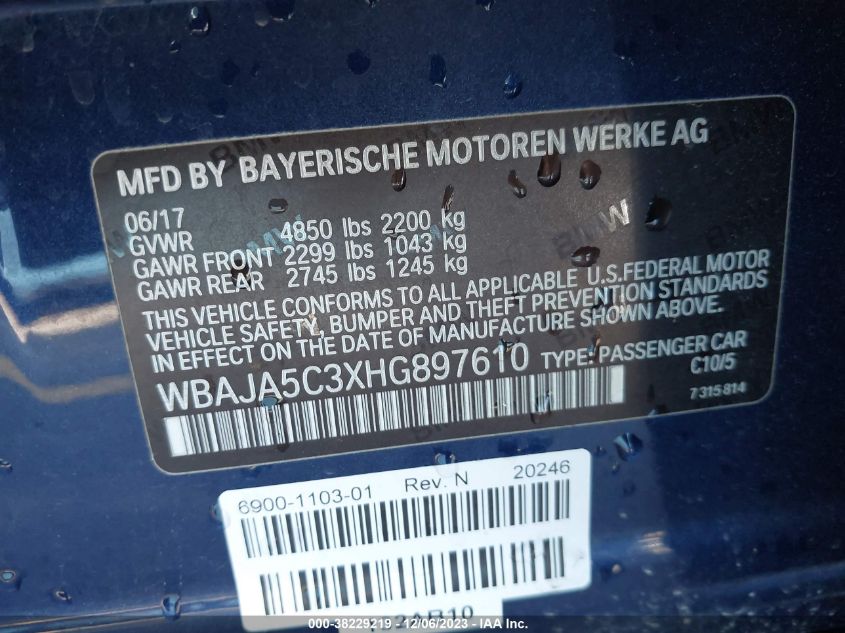 MFD BY BAYERISCHE MOTOREN WERKE AG
06/17
GVWR 4850 lbs 2200 kg
GAWR FRONT 2299 lbs 1043 kg
GAWR REAR 2745 lbs 1245 kg
THIS VEHICLE CONFORMS TO ALL APPLICABLE U.S.FEDERAL MOTOR
VEHICLE SAFETY, BUMPER AND THEFT PREVENTION STANDARDS
IN EFFECT ON THE DATE OF MANUFACTURE SHOWN ABOVE.
WBAJA5C3XHG897610 TYPE: PASSENGER CAR
C10/5
7315814
6900-1103-01 Rev. N 20246
000-38229219 - 12/06/2023 - IAA Inc.